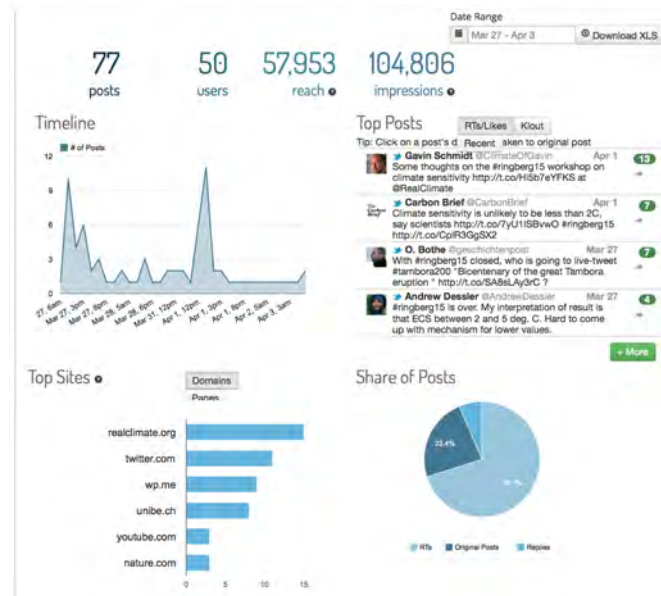 Date Range
Mar 27 - Apr 3
Download XLS
77
posts
50
users
57,953
reach
104,806
impressions
Timeline
# of Posts
12
9
6
3
0
27, 6am
Mar 27, 3pm
Mar 27, 8pm
Mar 28, 5am
Mar 28, 6pm
Mar 31, 12pm
Apr 1, 12pm
Apr 1, 3pm
Apr 1, 6pm
Apr 2, 5am
Apr 3, 3am
Top Posts
RTs/Likes
Klout
Tip: Click on a post's d
Recent
aken to original post
Gavin Schmidt @ClimateOfGavin Apr 1
13
Some thoughts on the #ringberg15 workshop on
climate sensitivity http://t.co/Hi5b7eYFKS at
@RealClimate
Carbon Brief @CarbonBrief Apr 1
7
Climate sensitivity is unlikely to be less than 2C,
say scientists http://t.co/7yU1ISBvwO #ringberg15
http://t.co/CplR3GgSX2
O. Bothe @geschichtenpost Mar 27
7
With #ringberg15 closed, who is going to live-tweet
#tambora200 "Bicentenary of the great Tambora
eruption " http://t.co/SA8sLAy3rC ?
Andrew Dessler @AndrewDessler Mar 27
4
#ringberg15 is over. My interpretation of result is
that ECS between 2 and 5 deg. C. Hard to come
up with mechanism for lower values.
+ More
Top Sites
Domains
Pages
realclimate.org
twitter.com
wp.me
unibe.ch
youtube.com
nature.com
0 5 10 15
Share of Posts
23.4%
RTs Original Posts Replies